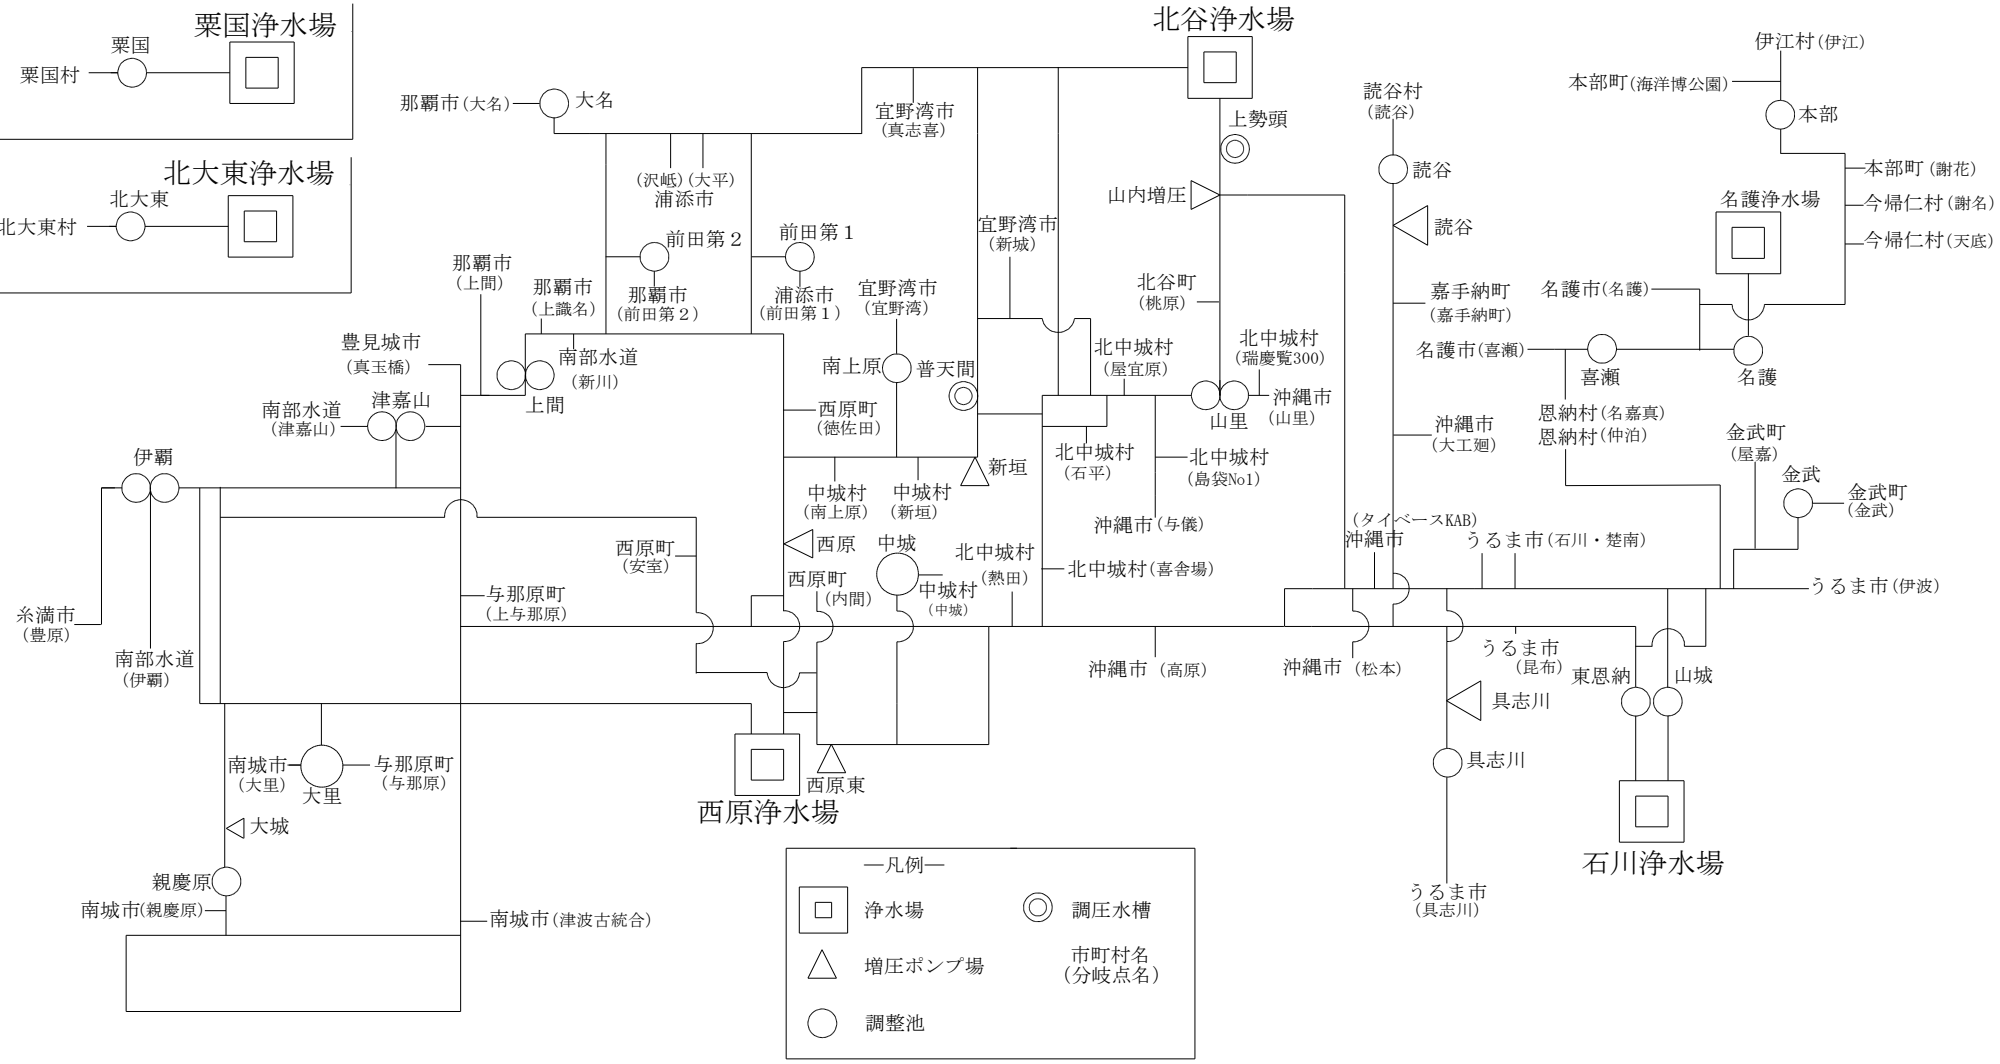 粟国浄水場
粟国
粟国村
北大東浄水場
北大東
北大東村
北谷浄水場
上勢頭
山内増圧
北谷町
(桃原)
那覇市(大名)
大名
宜野湾市
(真志喜)
(沢岻)(大平)
浦添市
前田第２
那覇市
(前田第２)
前田第１
浦添市
(前田第１)
那覇市
(上間)
那覇市
(上識名)
南部水道
(新川)
上間
豊見城市
(真玉橋)
南部水道
(津嘉山)
津嘉山
伊覇
糸満市
(豊原)
南部水道
(伊覇)
宜野湾市
(宜野湾)
南上原
普天間
宜野湾市
(新城)
西原町
(徳佐田)
中城村
(南上原)
中城村
(新垣)
新垣
北中城村
(屋宜原)
北中城村
(瑞慶覧300)
山里
沖縄市
(山里)
北中城村
(石平)
北中城村
(島袋No1)
沖縄市(与儀)
西原町
(安室)
西原
西原町
(内間)
中城
中城村
(中城)
北中城村
(熱田)
北中城村(喜舎場)
与那原町
(上与那原)
読谷村
(読谷)
読谷
読谷
嘉手納町
(嘉手納町)
沖縄市
(大工廻)
伊江村(伊江)
本部町(海洋博公園)
本部
本部町(謝花)
今帰仁村(謝名)
今帰仁村(天底)
名護浄水場
名護市(名護)
名護市(喜瀬)
喜瀬
名護
恩納村(名嘉真)
恩納村(仲泊)
金武町
(屋嘉)
金武
金武町
(金武)
(タイベースKAB)
沖縄市
うるま市(石川・楚南)
うるま市(伊波)
沖縄市(高原)
沖縄市(松本)
うるま市
(昆布)
東恩納
山城
具志川
具志川
うるま市
(具志川)
石川浄水場
西原浄水場
西原東
南城市
(大里)
大里
与那原町
(与那原)
大城
親慶原
南城市(親慶原)
南城市(津波古統合)
―凡例―
浄水場
調圧水槽
増圧ポンプ場
市町村名
(分岐点名)
調整池